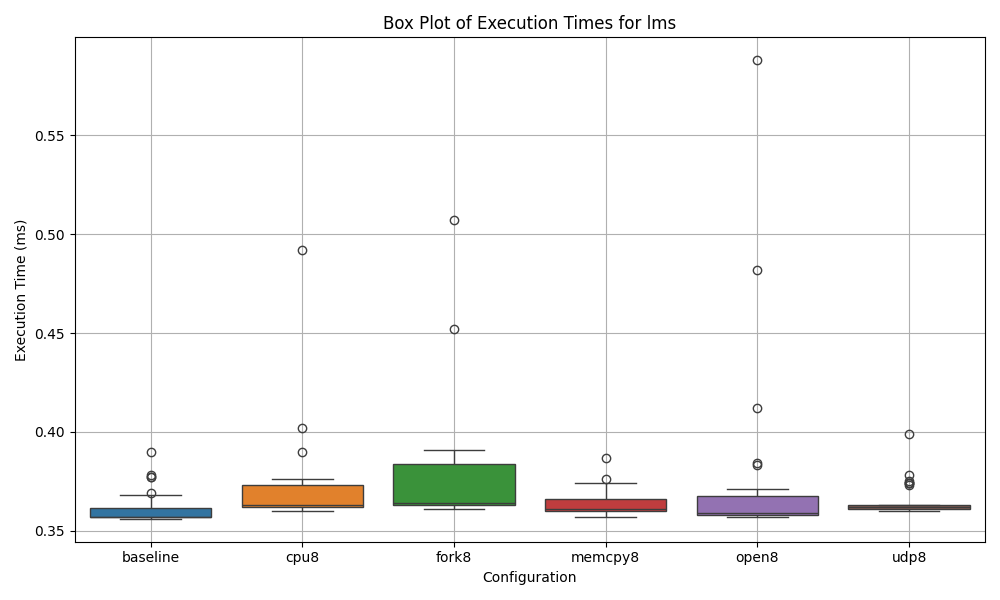 Box Plot of Execution Times for lms
Execution Time (ms)
0.55
0.50
0.45
0.40
0.35
baseline cpu8 fork8 memcpy8 open8 udp8
Configuration